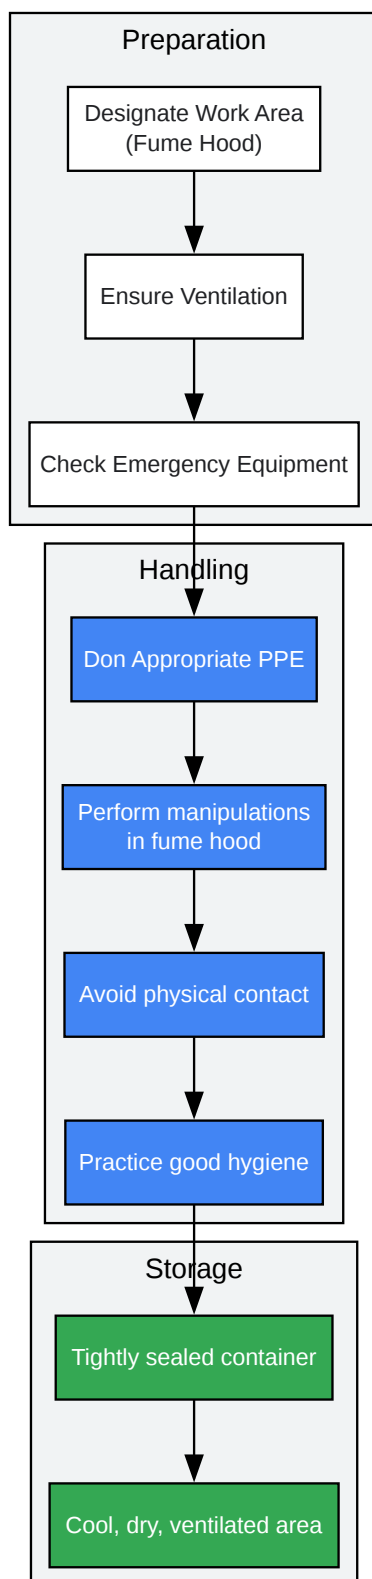 Preparation
Designate Work Area
(Fume Hood)
Ensure Ventilation
Check Emergency Equipment
Handling
Don Appropriate PPE
Perform manipulations
in fume hood
Avoid physical contact
Practice good hygiene
Storage
Tightly sealed container
Cool, dry, ventilated area